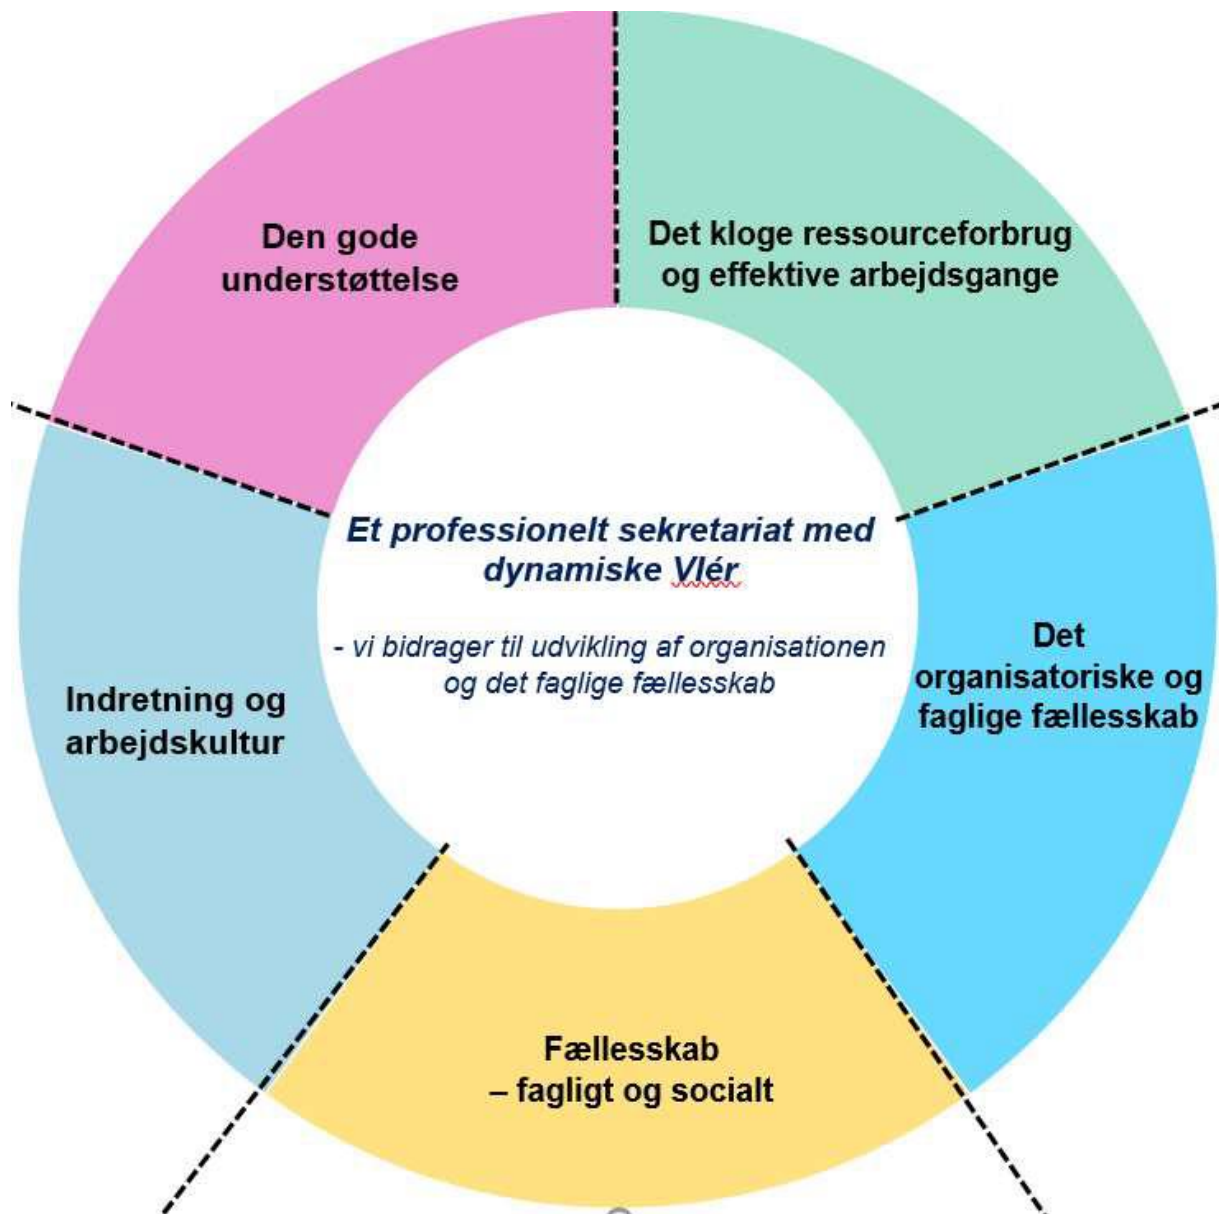 Den gode
understøttelse
Det kloge ressourceforbrug
og effektive arbejdsgange
Et professionelt sekretariat med
dynamiske VIér
- vi bidrager til udvikling af organisationen
og det faglige fællesskab
Det
organisatoriske og
faglige fællesskab
Indretning og
arbejdskultur
Fællesskab
– fagligt og socialt